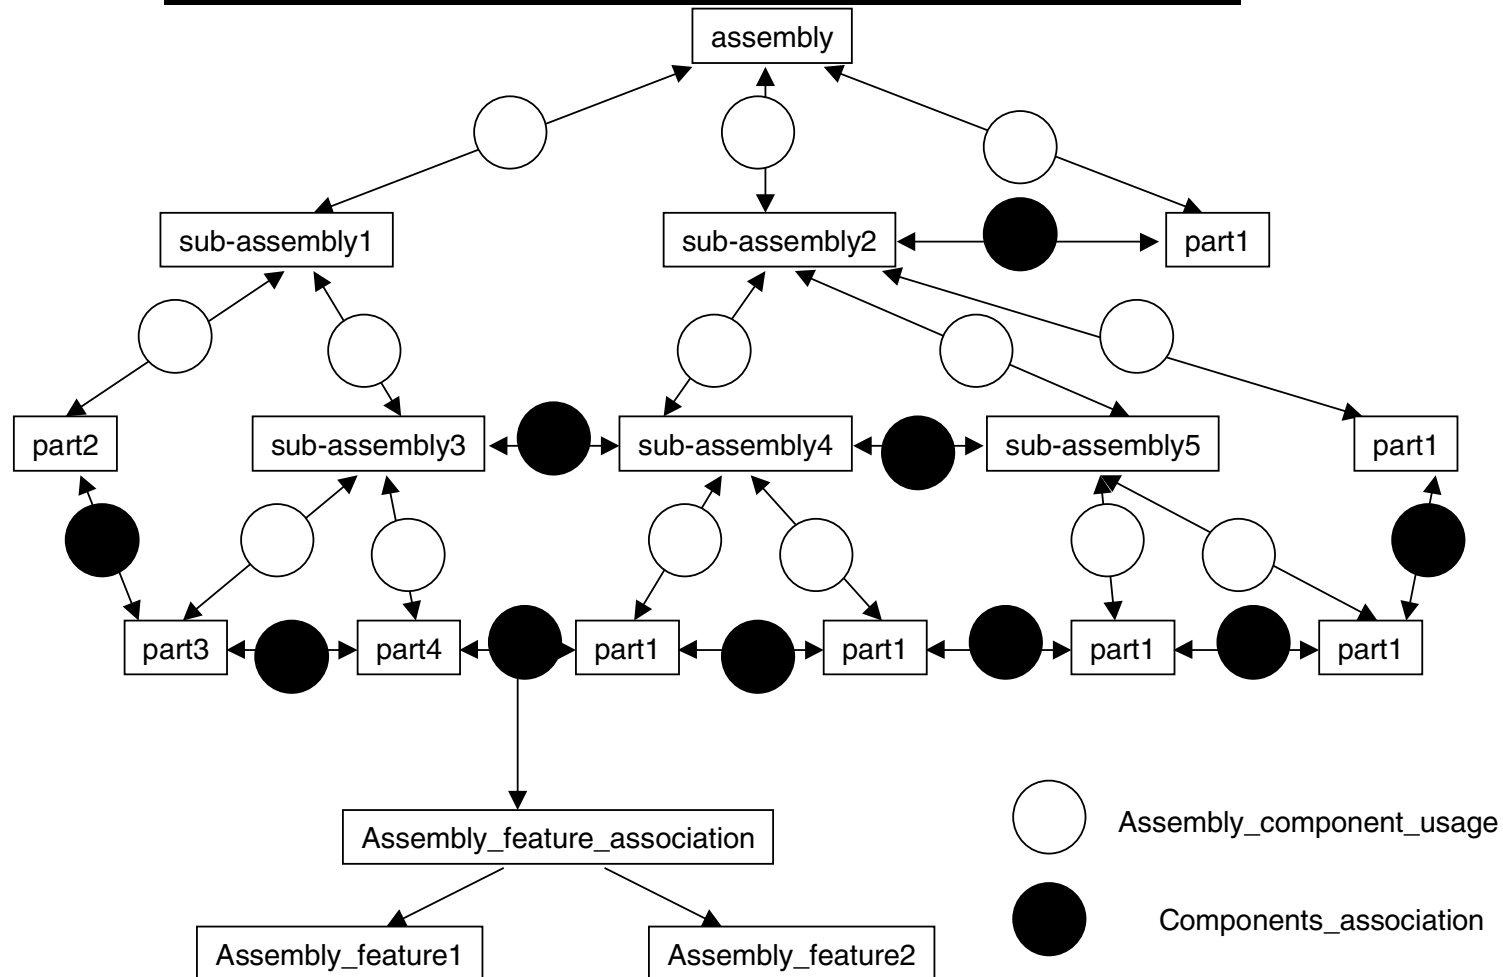 assembly
sub-assembly1
sub-assembly2
part1
part2
sub-assembly3
sub-assembly4
sub-assembly5
part1
part3
part4
part1
part1
part1
part1
Assembly_feature_association
Assembly_component_usage
Components_association
Assembly_feature1
Assembly_feature2